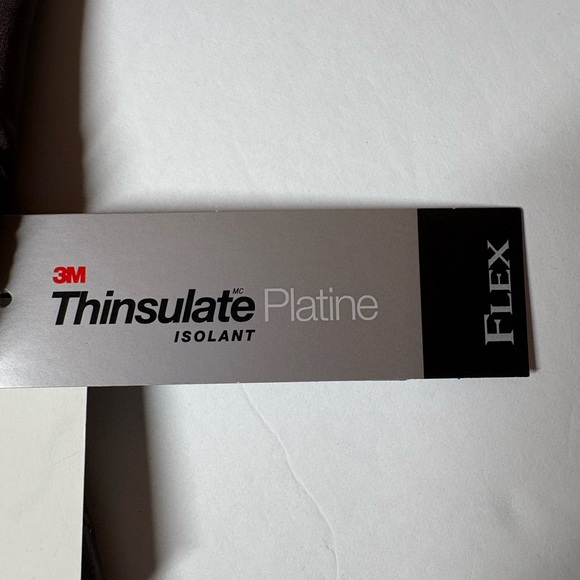 3M
Thinsulate MC Platine
ISOLANT
FLEX